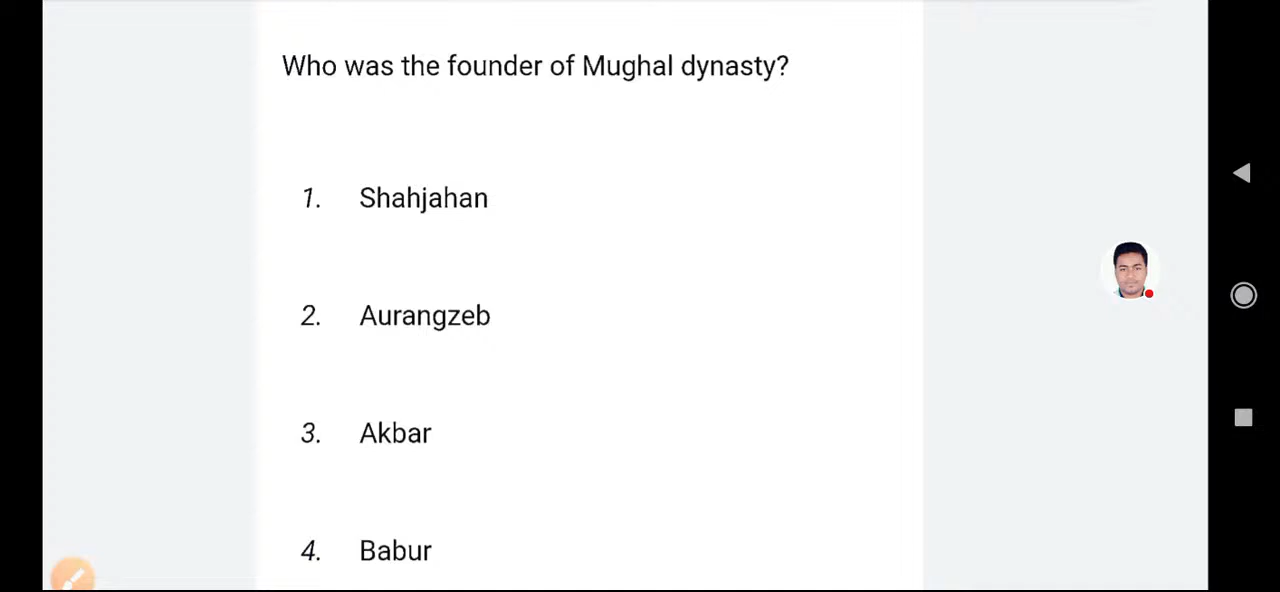 Who was the founder of Mughal dynasty?
1. Shahjahan
2. Aurangzeb
3. Akbar
4. Babur